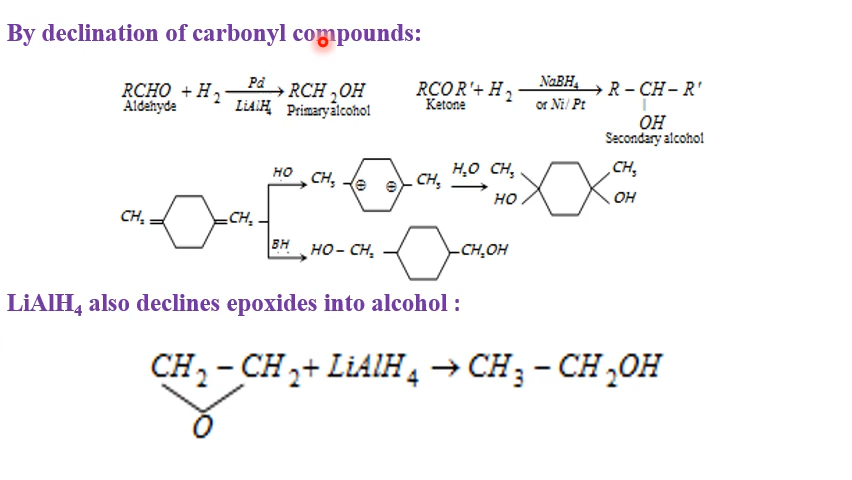 By declination of carbonyl compounds:
RCHO + H2 Pd LiAlH4 → RCH2OH
Aldehyde Primary alcohol
RCOR'+ H2 NaBH4 or Ni/Pt → R – CH – R'
Ketone OH
Secondary alcohol
HO CH3 ⊖ ⊖ CH3 H2O CH3 CH3
HO OH
CH2 = = CH2
BH HO – CH2 CH2OH
LiAlH4 also declines epoxides into alcohol :
CH2 – CH2 + LiAlH4 → CH3 – CH2OH
O